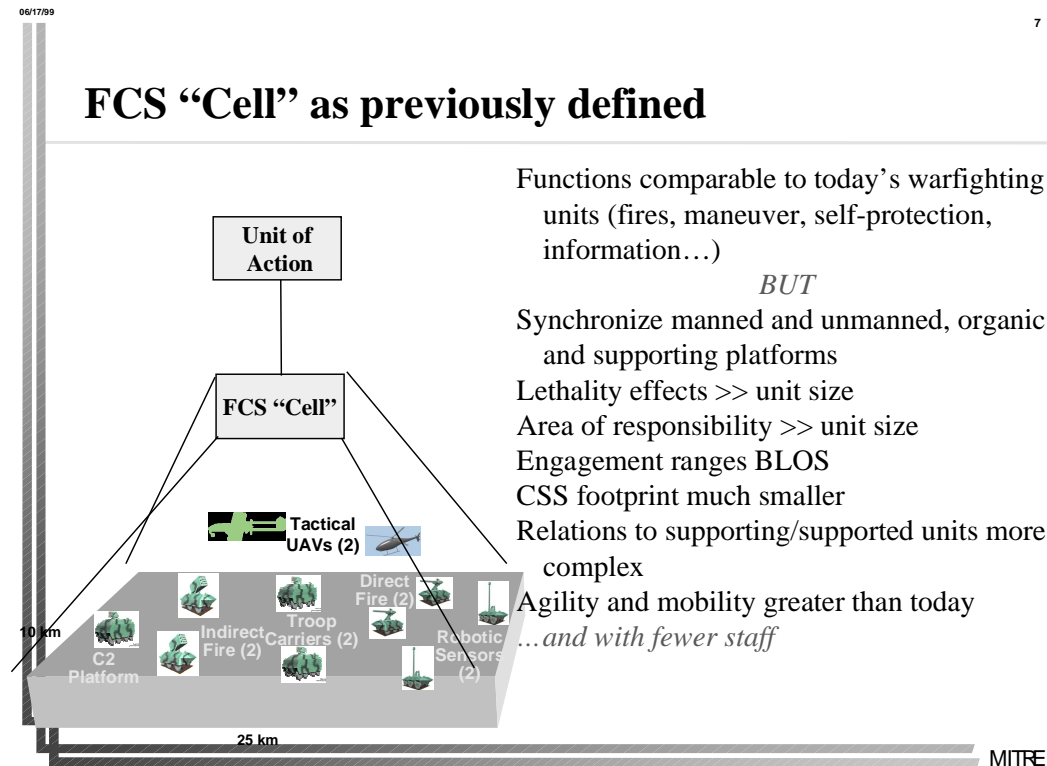 06/17/99
7
FCS “Cell” as previously defined
Unit of
Action
FCS “Cell”
Tactical
UAVs (2)
Direct
Fire (2)
Troop
Carriers (2)
Indirect
Fire (2)
Robotic
Sensors
(2)
C2
Platform
10 km
25 km
Functions comparable to today’s warfighting
units (fires, maneuver, self-protection,
information…)
BUT
Synchronize manned and unmanned, organic
and supporting platforms
Lethality effects >> unit size
Area of responsibility >> unit size
Engagement ranges BLOS
CSS footprint much smaller
Relations to supporting/supported units more
complex
Agility and mobility greater than today
…and with fewer staff
MITRE